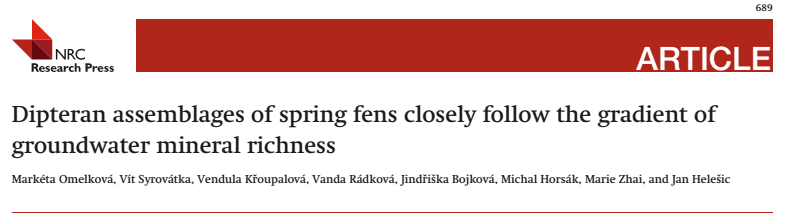 689
NRC
Research Press
ARTICLE
Dipteran assemblages of spring fens closely follow the gradient of
groundwater mineral richness
Markéta Omelková, Vít Syrovátka, Vendula Křoupalová, Vanda Rádková, Jindřiška Bojková, Michal Horsák, Marie Zhai, and Jan Helešic